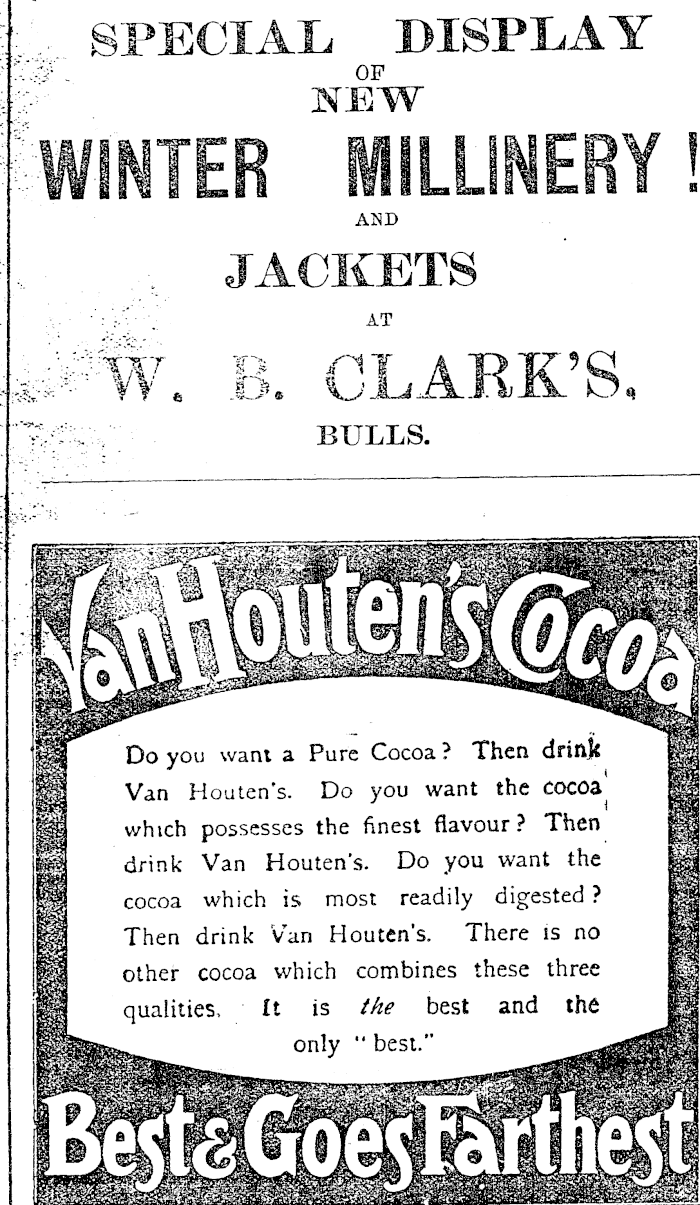 SPECIAL DISPLAY
OF
NEW
WINTER MILLINERY!
AND
JACKETS
AT
W. B. CLARK'S,
BULLS.
Van Houten's Cocoa
Do you want a Pure Cocoa? Then drink
Van Houten's. Do you want the cocoa
which possesses the finest flavour? Then
drink Van Houten's. Do you want the
cocoa which is most readily digested?
Then drink Van Houten's. There is no
other cocoa which combines these three
qualities. It is the best and the
only "best."
Best & Goes Farthest